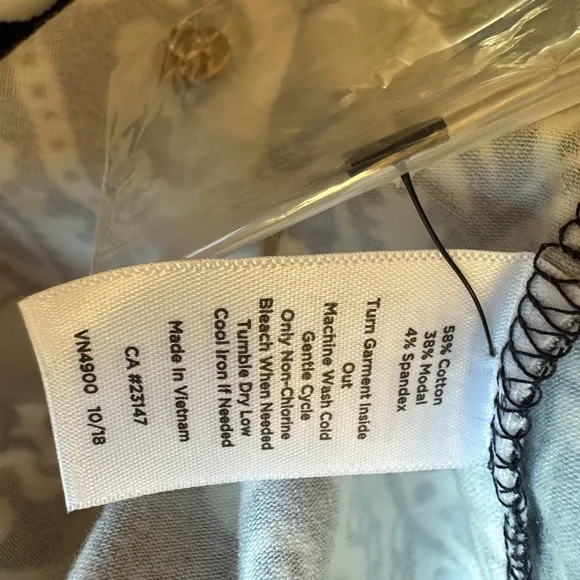 58% Cotton
38% Modal
4% Spandex
Turn Garment Inside
Out
Machine Wash Cold
Gentle Cycle
Only Non-Chlorine
Bleach When Needed
Tumble Dry Low
Cool Iron If Needed
Made In Vietnam
CA #23147
VN4900 10/18